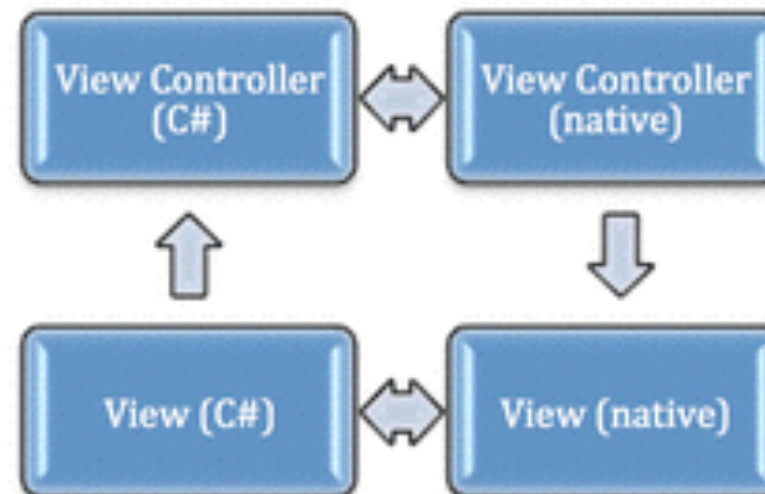 View Controller
(C#)
View Controller
(native)
View (C#)
View (native)